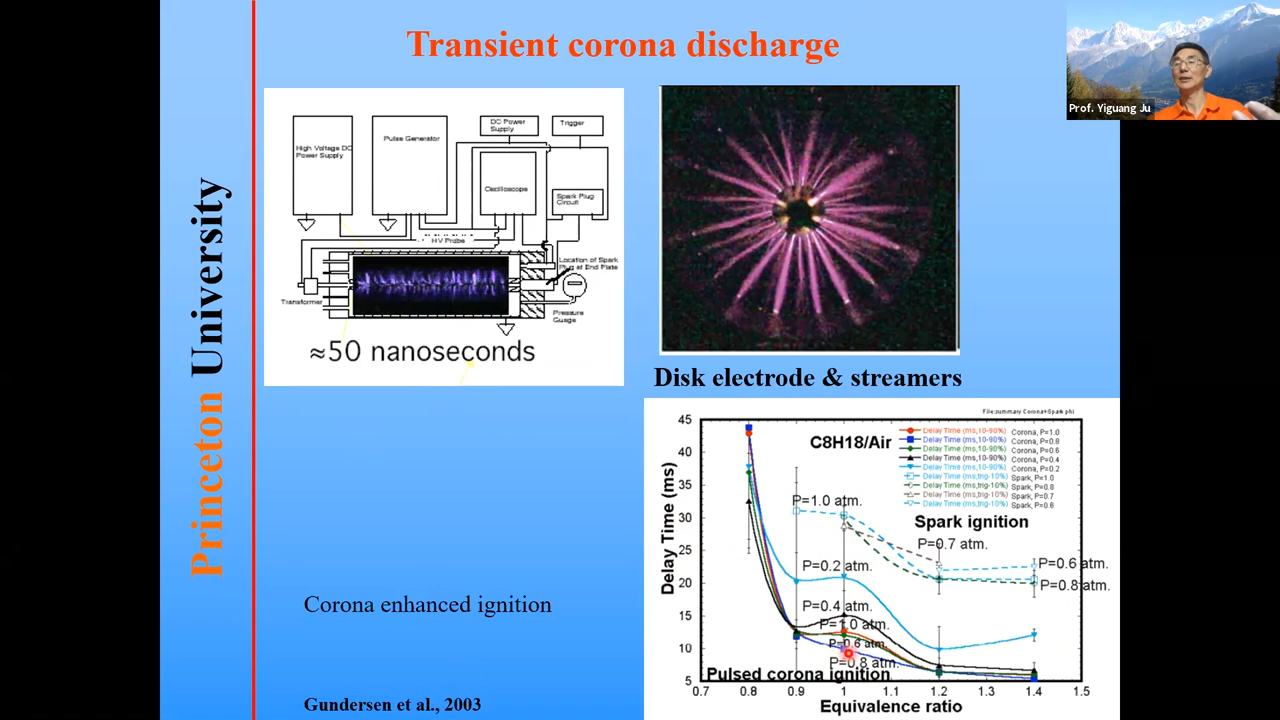 Transient corona discharge
Prof. Yiguang Ju
Princeton University
High Voltage DC
Power Supply
Pulse Generator
DC Power
Supply
Trigger
Oscilloscope
Spark Plug
Circuit
HV Probe
Location of Spark
Plug at End Plate
Transformer
Pressure
Guage
≈50 nanoseconds
Disk electrode & streamers
File:summary Corona+Spark phi
C8H18/Air
Delay Time (ms,10-90%) Corona, P=1.0
Delay Time (ms,10-90%) Corona, P=0.8
Delay Time (ms,10-90%) Corona, P=0.6
Delay Time (ms,10-90%) Corona, P=0.4
Delay Time (ms,10-90%) Corona, P=0.2
Delay Time (ms,trig-10%) Spark, P=1.0
Delay Time (ms,trig-10%) Spark, P=0.8
Delay Time (ms,trig-10%) Spark, P=0.7
Delay Time (ms,trig-10%) Spark, P=0.6
Spark ignition
P=1.0 atm.
P=0.7 atm.
P=0.6 atm.
P=0.8 atm.
P=0.2 atm.
P=0.4 atm.
P=1.0 atm.
P=0.6 atm.
P=0.8 atm.
Pulsed corona ignition
Delay Time (ms)
45
40
35
30
25
20
15
10
5
0.7 0.8 0.9 1 1.1 1.2 1.3 1.4 1.5
Equivalence ratio
Corona enhanced ignition
Gundersen et al., 2003